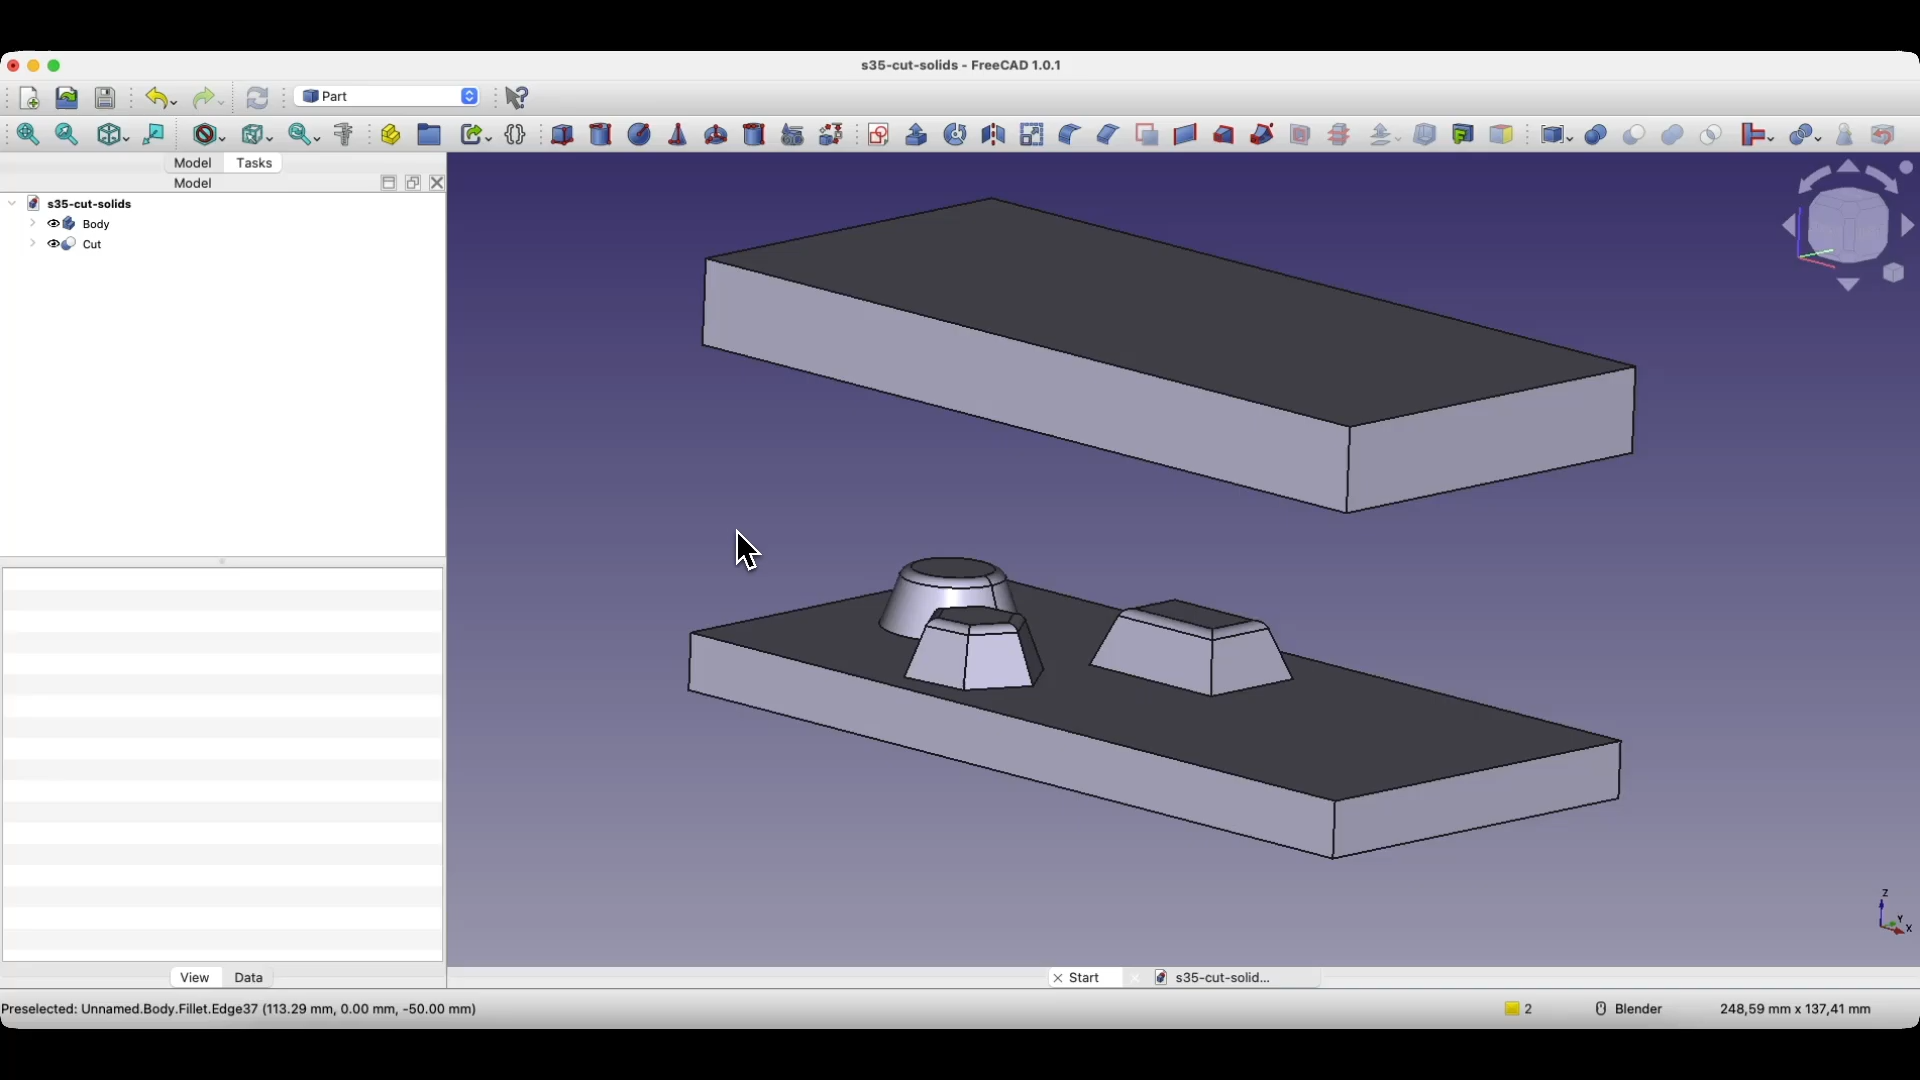 s35-cut-solids - FreeCAD 1.0.1
Part
Model Tasks
Model
s35-cut-solids
Body
Cut
Z
Y
X
View Data
Start s35-cut-solid...
Preselected: Unnamed.Body.Fillet.Edge37 (113.29 mm, 0.00 mm, -50.00 mm) 2 Blender 248,59 mm x 137,41 mm